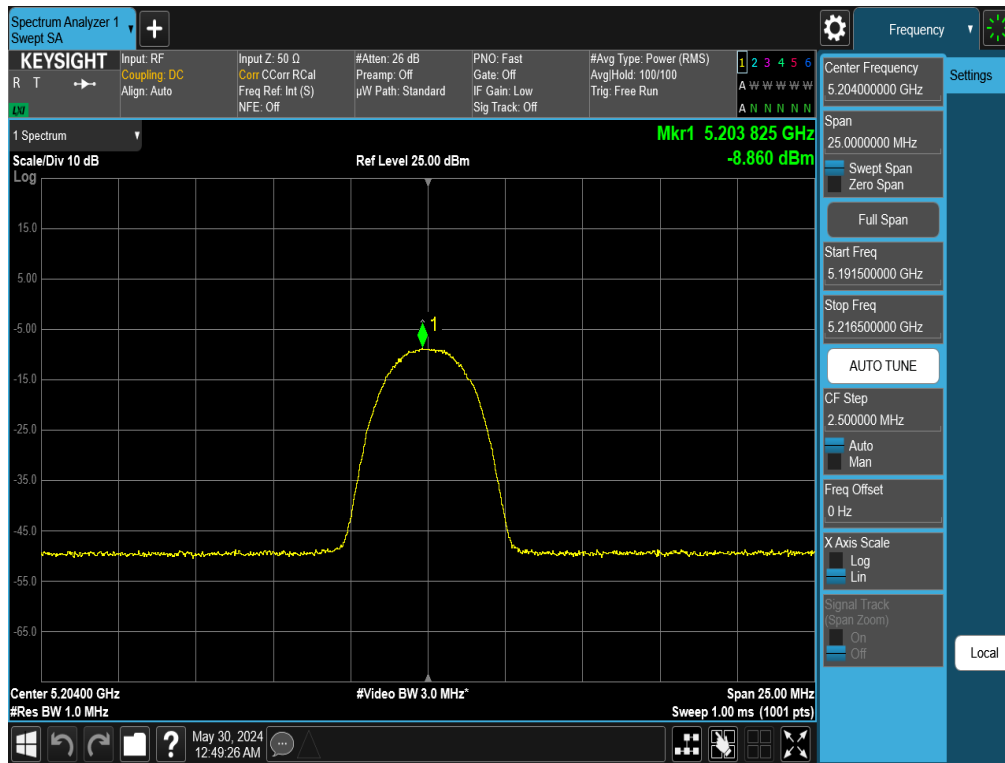 Spectrum Analyzer 1
Swept SA
+
Frequency
KEYSIGHT
R T
LXI
Input: RF
Coupling: DC
Align: Auto
Input Z: 50 Ω
Corr CCorr RCal
Freq Ref: Int (S)
NFE: Off
#Atten: 26 dB
Preamp: Off
µW Path: Standard
PNO: Fast
Gate: Off
IF Gain: Low
Sig Track: Off
#Avg Type: Power (RMS)
Avg|Hold: 100/100
Trig: Free Run
1 2 3 4 5 6
A W W W W W
A N N N N N
1 Spectrum
Mkr1 5.203 825 GHz
-8.860 dBm
Scale/Div 10 dB
Ref Level 25.00 dBm
Log
15.0
5.00
-5.00
-15.0
-25.0
-35.0
-45.0
-55.0
-65.0
1
Center 5.20400 GHz
#Video BW 3.0 MHz*
Span 25.00 MHz
#Res BW 1.0 MHz
Sweep 1.00 ms (1001 pts)
Center Frequency
5.204000000 GHz
Settings
Span
25.0000000 MHz
Swept Span
Zero Span
Full Span
Start Freq
5.191500000 GHz
Stop Freq
5.216500000 GHz
AUTO TUNE
CF Step
2.500000 MHz
Auto
Man
Freq Offset
0 Hz
X Axis Scale
Log
Lin
Signal Track
(Span Zoom)
On
Off
Local
?
May 30, 2024
12:49:26 AM